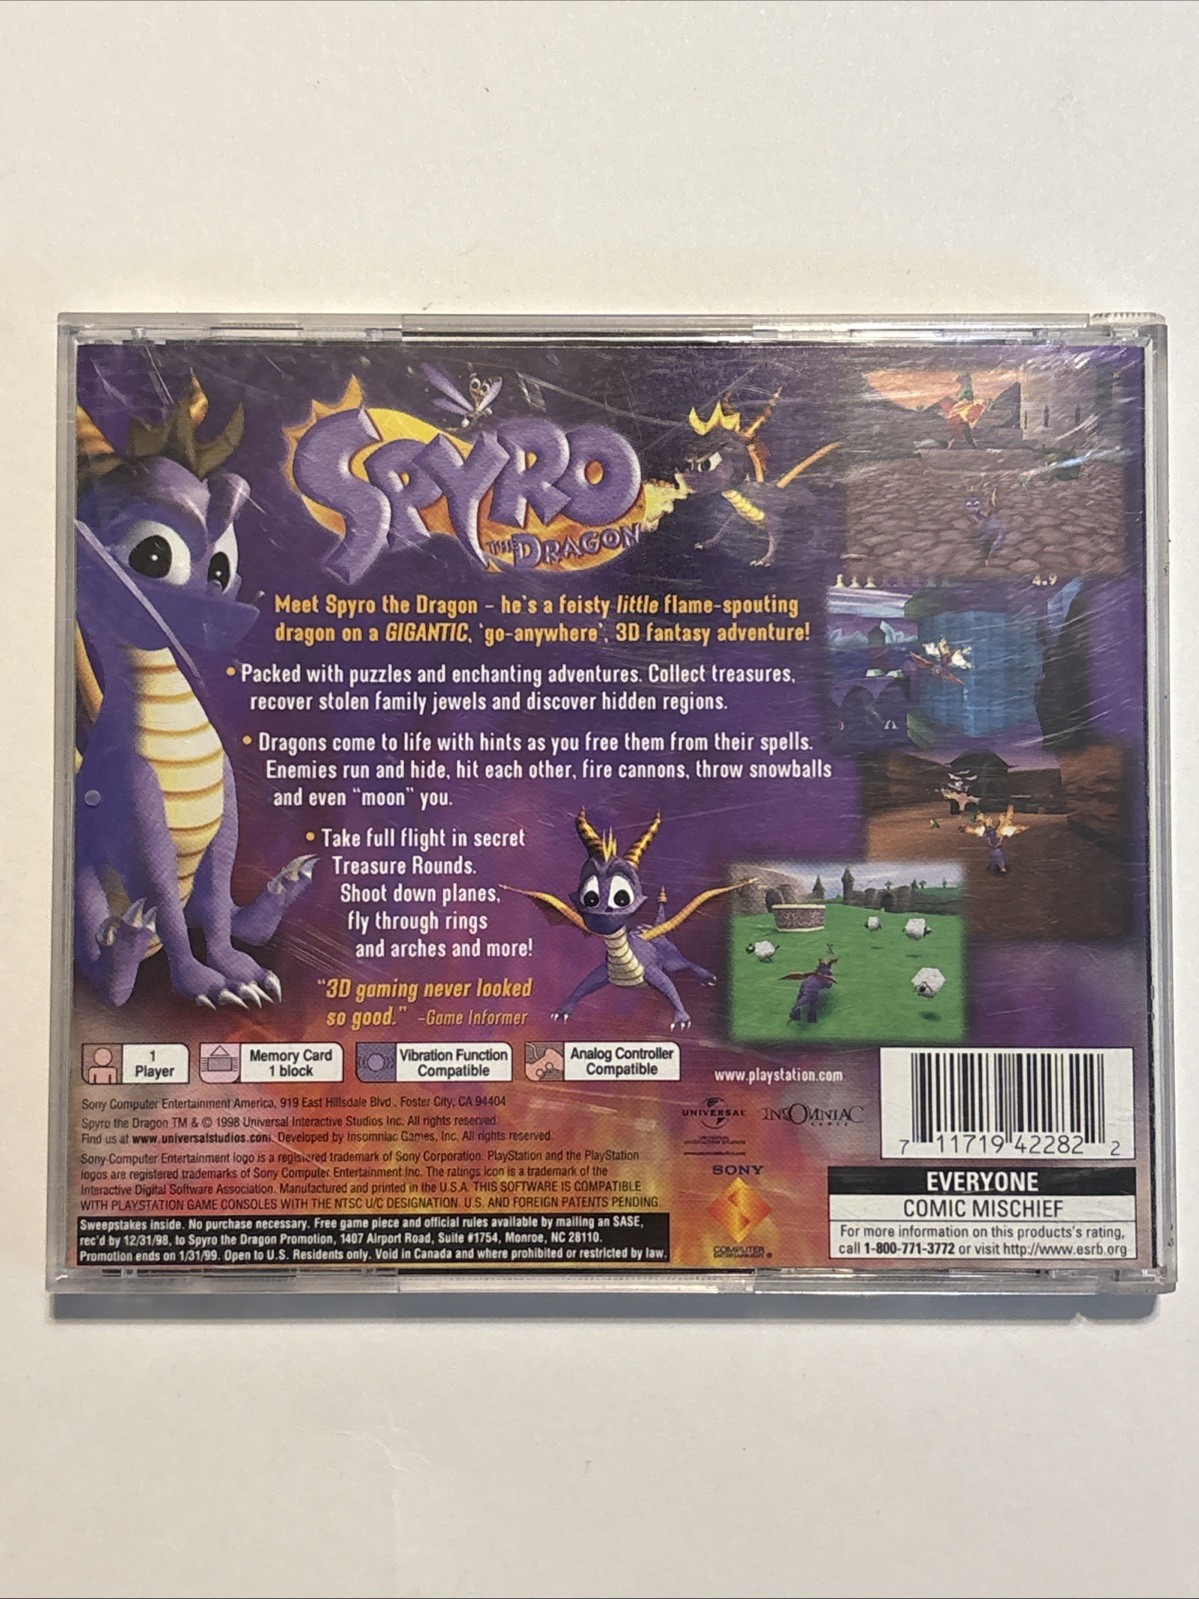 SPYRO
THE DRAGON
Meet Spyro the Dragon – he's a feisty little flame-spouting
dragon on a GIGANTIC, 'go-anywhere', 3D fantasy adventure!
• Packed with puzzles and enchanting adventures. Collect treasures,
recover stolen family jewels and discover hidden regions.
• Dragons come to life with hints as you free them from their spells.
Enemies run and hide, hit each other, fire cannons, throw snowballs
and even "moon" you.
• Take full flight in secret
Treasure Rounds.
Shoot down planes,
fly through rings
and arches and more!
"3D gaming never looked
so good." –Game Informer
4.9
1
Player
Memory Card
1 block
Vibration Function
Compatible
Analog Controller
Compatible
www.playstation.com
Sony Computer Entertainment America, 919 East Hillsdale Blvd., Foster City, CA 94404
Spyro the Dragon TM & © 1998 Universal Interactive Studios Inc. All rights reserved.
Find us at www.universalstudios.com. Developed by Insomniac Games, Inc. All rights reserved.
Sony Computer Entertainment logo is a registered trademark of Sony Corporation. PlayStation and the PlayStation
logos are registered trademarks of Sony Computer Entertainment Inc. The ratings icon is a trademark of the
Interactive Digital Software Association. Manufactured and printed in the U.S.A. THIS SOFTWARE IS COMPATIBLE
WITH PLAYSTATION GAME CONSOLES WITH THE NTSC U/C DESIGNATION. U.S. AND FOREIGN PATENTS PENDING.
Sweepstakes inside. No purchase necessary. Free game piece and official rules available by mailing an SASE,
rec'd by 12/31/98, to Spyro the Dragon Promotion, 1407 Airport Road, Suite #1754, Monroe, NC 28110.
Promotion ends on 1/31/99. Open to U.S. Residents only. Void in Canada and where prohibited or restricted by law.
UNIVERSAL
UNIVERSAL
INTERACTIVE STUDIOS
INSOMNIAC
GAMES
SONY
COMPUTER
ENTERTAINMENT ®
7 11719 42282 2
EVERYONE
COMIC MISCHIEF
For more information on this products's rating,
call 1-800-771-3772 or visit http://www.esrb.org